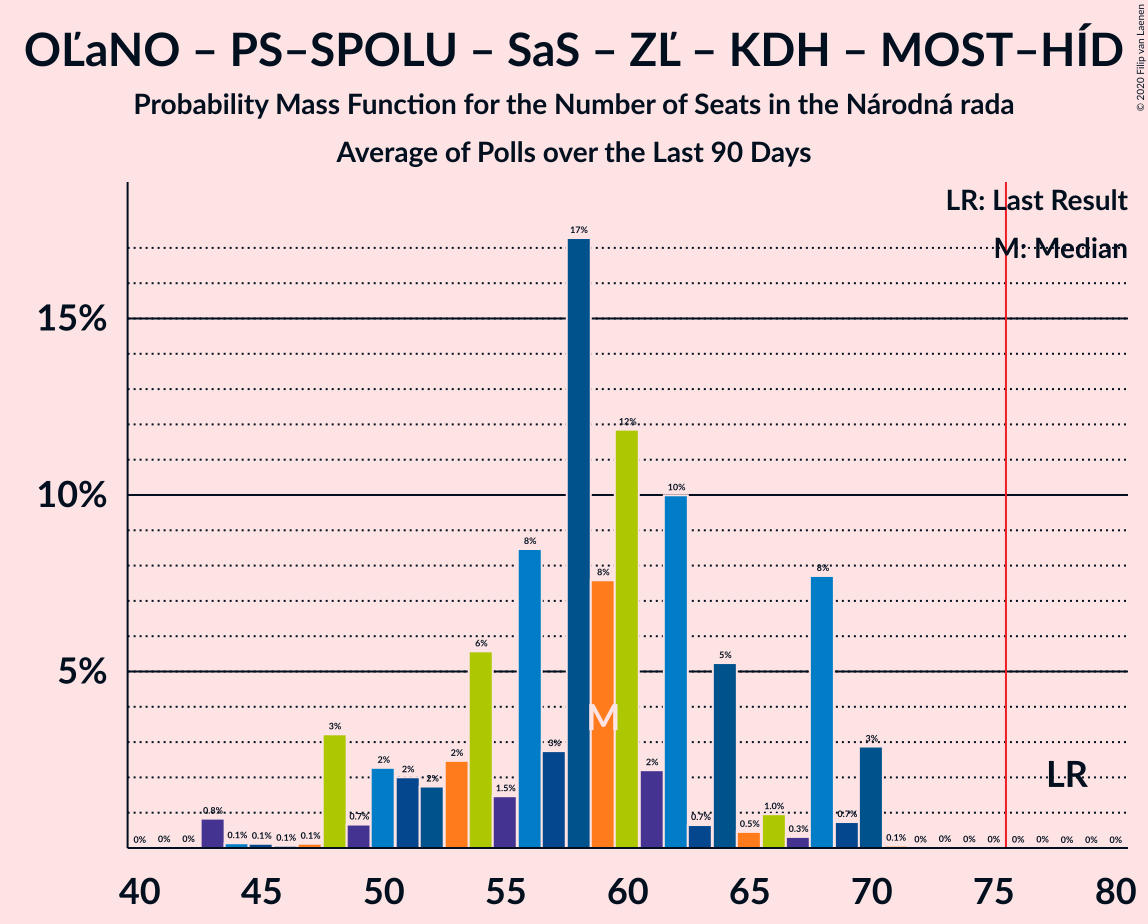 OĽaNO – PS–SPOLU – SaS – ZĽ – KDH – MOST–HÍD
Probability Mass Function for the Number of Seats in the Národná rada
Average of Polls over the Last 90 Days
© 2020 Filip van Laenen
LR: Last Result
M: Median
15%
10%
5%
0% 0% 0% 0.8% 0.1% 0.1% 0.1% 0.1% 3% 0.7% 2% 2% 2% 2% 6% 1.5% 8% 3% 17% 8% 12% 2% 10% 0.7% 5% 0.5% 1.0% 0.3% 8% 0.7% 3% 0.1% 0% 0% 0% 0% 0% 0% 0% 0% 0%
M
LR
40 45 50 55 60 65 70 75 80